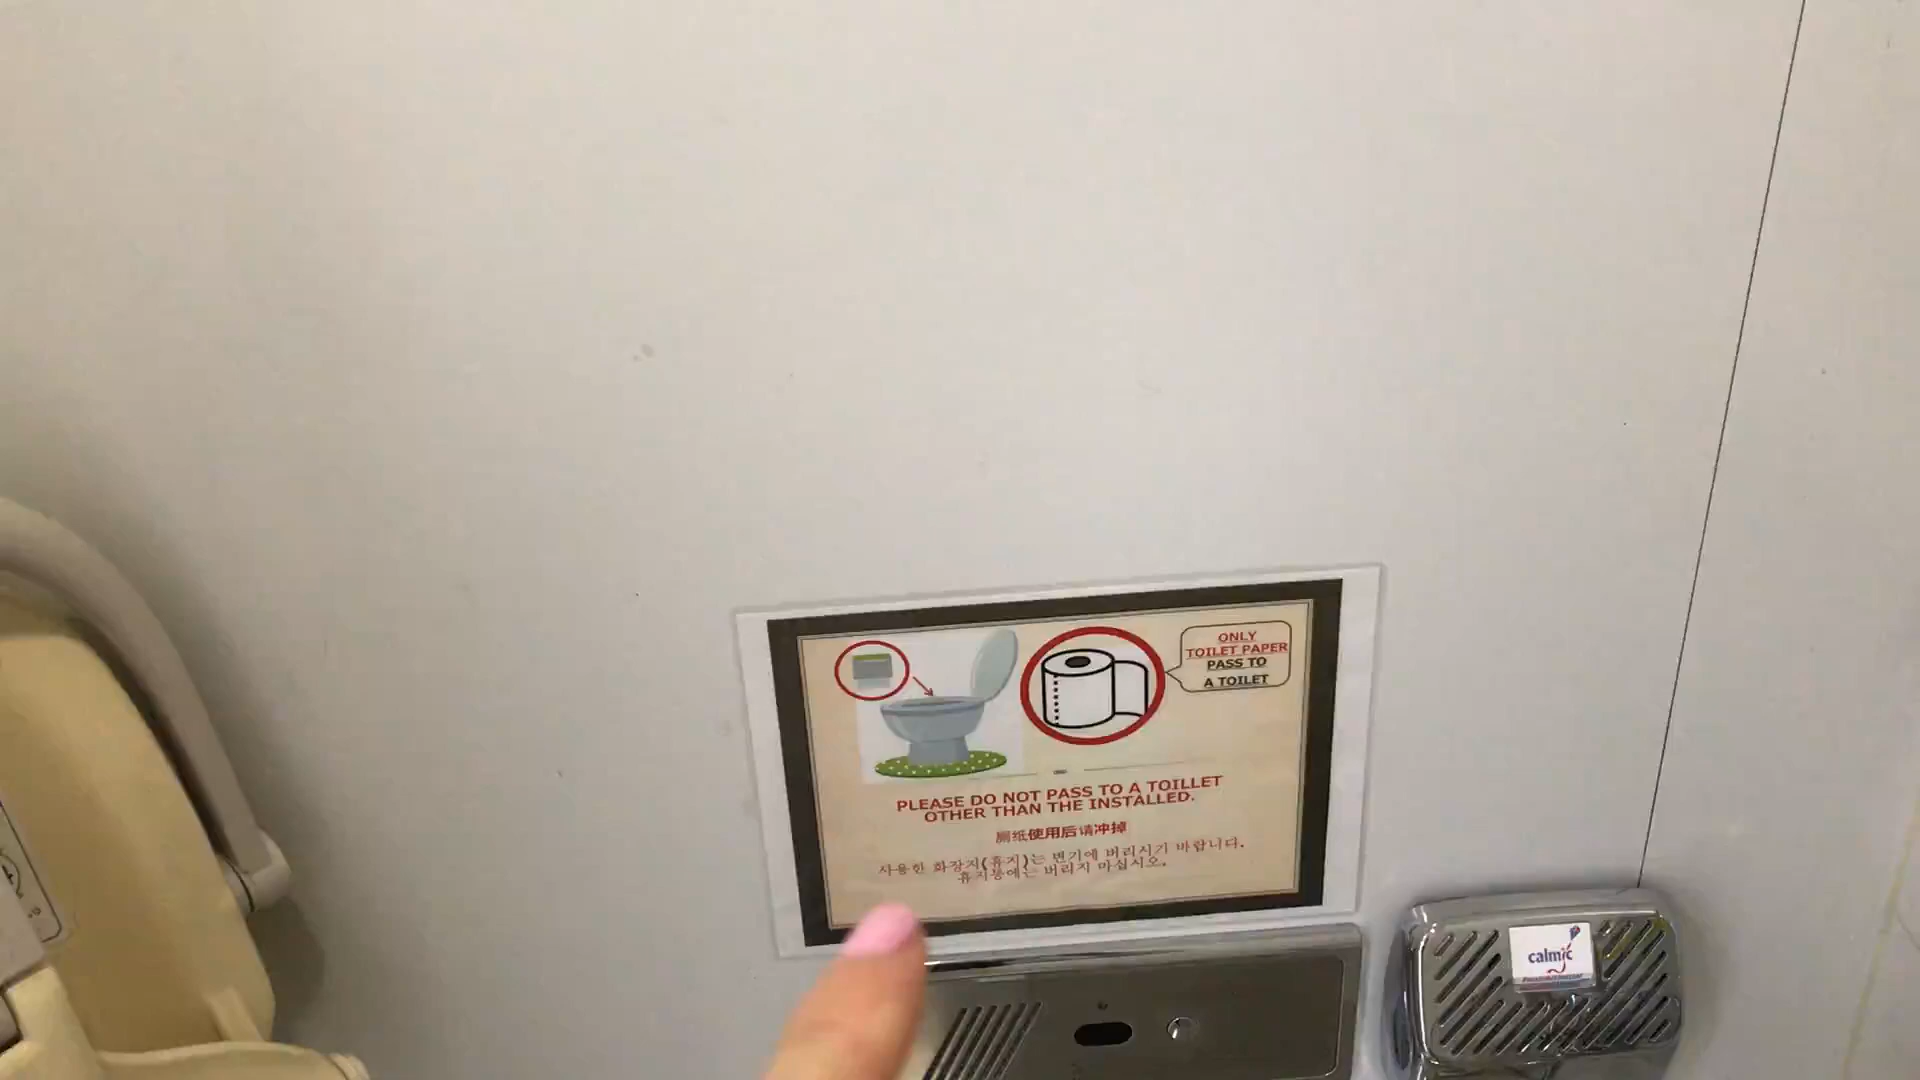 ONLY
TOILET PAPER
PASS TO
A TOILET
PLEASE DO NOT PASS TO A TOILLET
OTHER THAN THE INSTALLED.
厕纸使用后请冲掉
사용한 화장지(휴지)는 변기에 버리시기 바랍니다.
휴지통에는 버리지 마십시오.
calmic